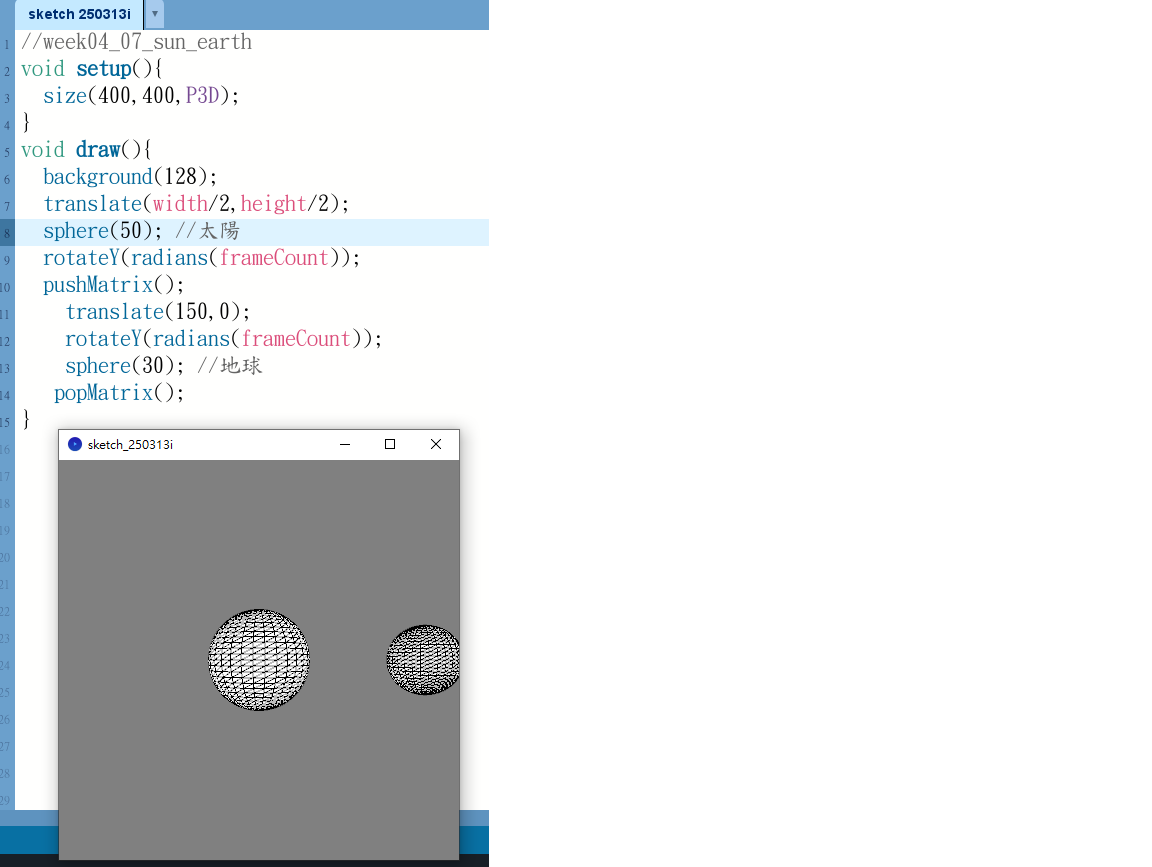 sketch 250313i
1 //week04_07_sun_earth
2 void setup(){
3   size(400,400,P3D);
4 }
5 void draw(){
6   background(128);
7   translate(width/2,height/2);
8   sphere(50); //太陽
9   rotateY(radians(frameCount));
10   pushMatrix();
11     translate(150,0);
12     rotateY(radians(frameCount));
13     sphere(30); //地球
14    popMatrix();
15 }
16
17
18
19
20
21
22
23
24
25
26
27
28
29
sketch_250313i